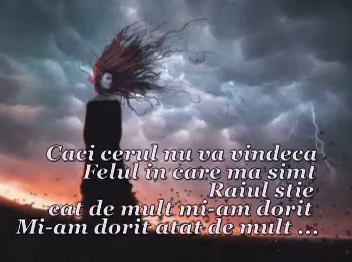 Caci cerul nu va vindeca
Felul in care ma simt
Raiul stie
cat de mult mi-am dorit
Mi-am dorit atat de mult ...